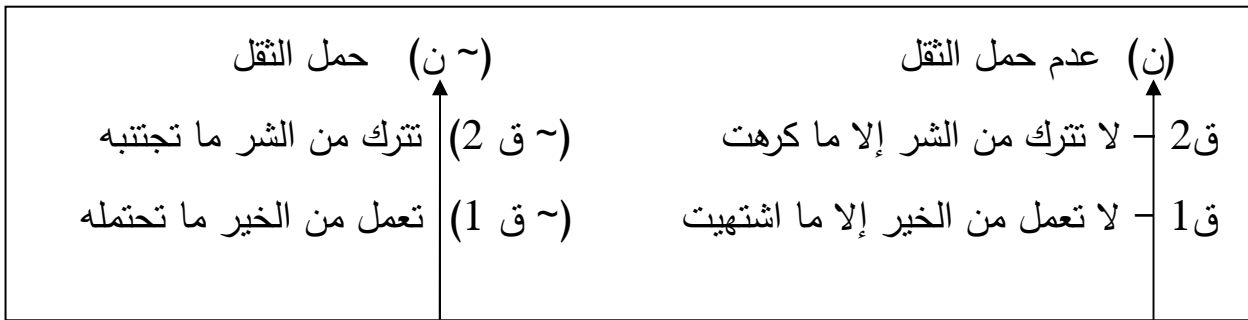 (ن) عدم حمل الثقل (~ ن) حمل الثقل
ق2 – لا تترك من الشر إلا ما كرهت (~ ق 2) تترك من الشر ما تجتنبه
ق1 – لا تعمل من الخير إلا ما اشتهيت (~ ق 1) تعمل من الخير ما تحتمله